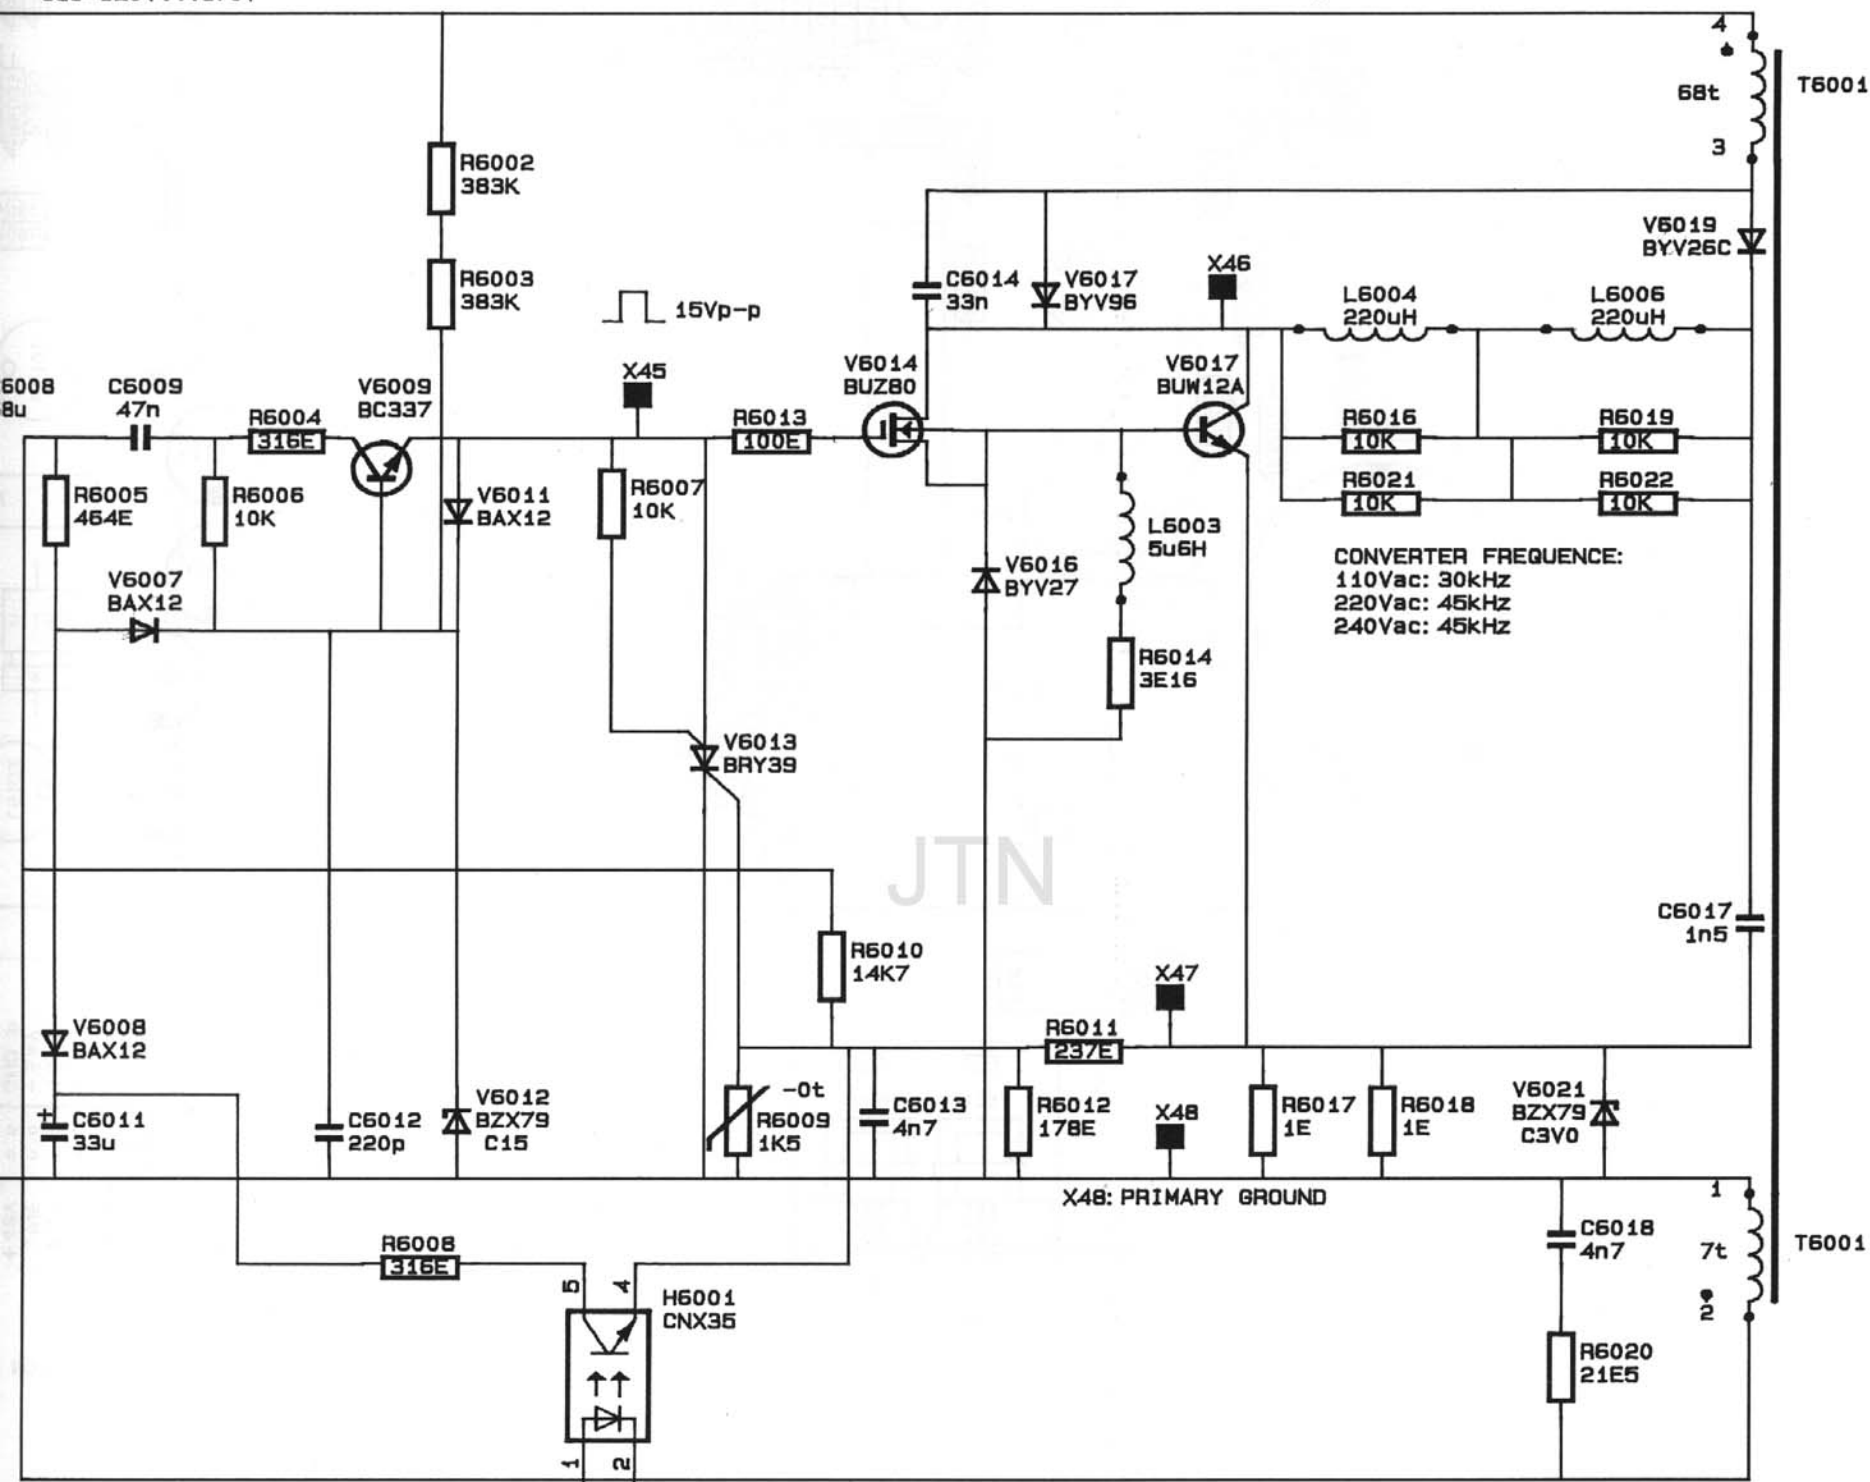 4
68t
T6001
3
R6002
383K
V6019
BYV26C
R6003
383K
15Vp-p
C6014
33n
V6017
BYV96
X46
L6004
220uH
L6006
220uH
6008
8u
C6009
47n
R6004
316E
V6009
BC337
X45
R6013
100E
V6014
BUZ80
V6017
BUW12A
R6016
10K
R6019
10K
R6005
464E
R6006
10K
V6011
BAX12
R6007
10K
R6021
10K
R6022
10K
L6003
5u6H
V6007
BAX12
V6016
BYV27
CONVERTER FREQUENCE:
110Vac: 30kHz
220Vac: 45kHz
240Vac: 45kHz
R6014
3E16
V6013
BRY39
JTN
R6010
14K7
C6017
1n5
X47
V6008
BAX12
R6011
237E
C6011
+
33u
C6012
220p
V6012
BZX79
C15
-0t
R6009
1K5
C6013
4n7
R6012
178E
X48
R6017
1E
R6018
1E
V6021
BZX79
C3V0
X48: PRIMARY GROUND
1
C6018
4n7
7t
T6001
2
R6008
316E
5
4
H6001
CNX35
R6020
21E5
1
2